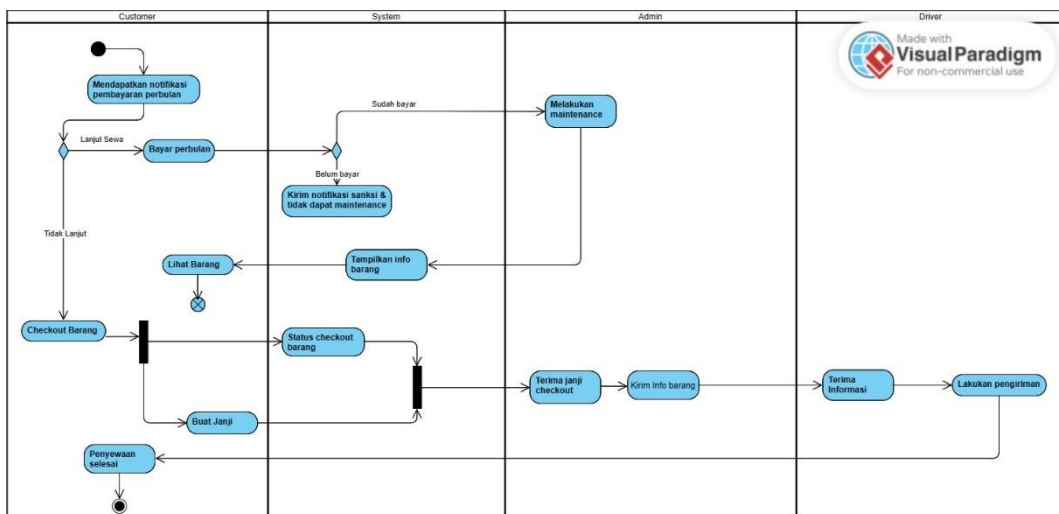 Customer
System
Admin
Driver
Made with
VisualParadigm
For non-commercial use
Mendapatkan notifikasi
pembayaran perbulan
Sudah bayar
Melakukan
maintenance
Lanjut Sewa
Bayar perbulan
Belum bayar
Kirim notifikasi sanksi &
tidak dapat maintenance
Tidak Lanjut
Lihat Barang
Tampilkan info
barang
Checkout Barang
Status checkout
barang
Terima janji
checkout
Kirim Info barang
Terima
Informasi
Lakukan pengiriman
Buat Janji
Penyewaan
selesai